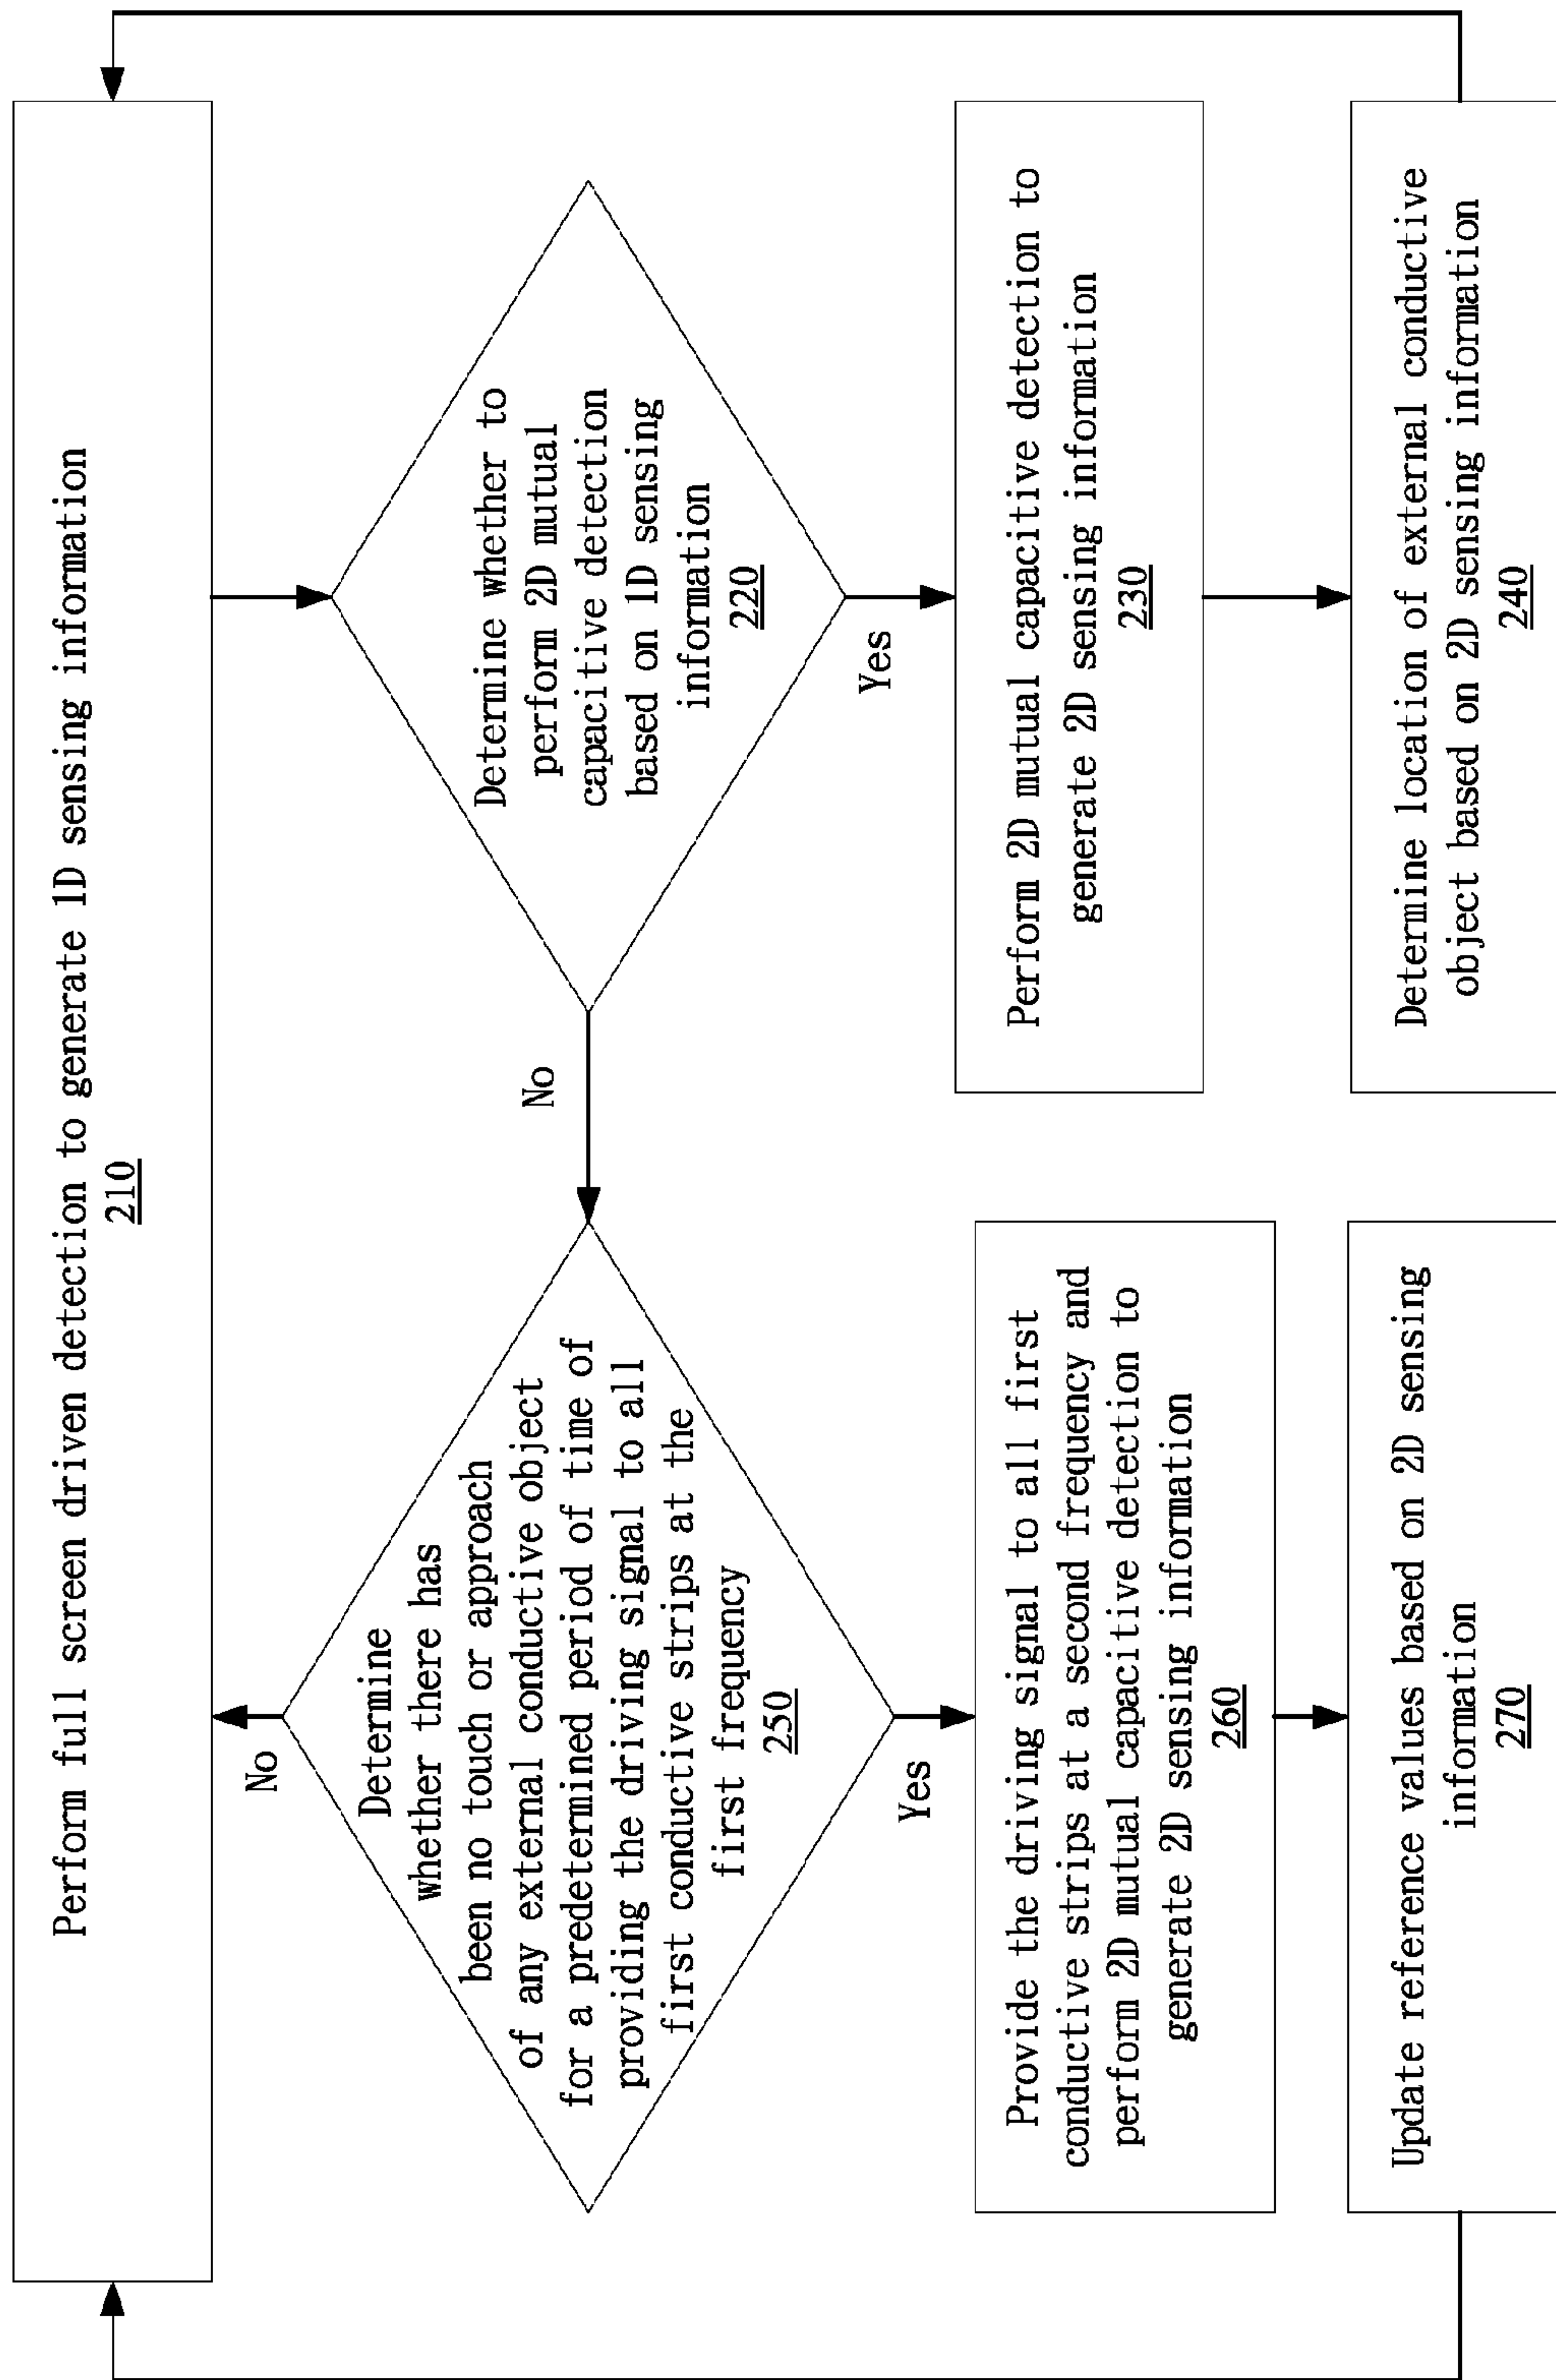 Perform full screen driven detection to generate 1D sensing information
210
Determine whether to
perform 2D mutual
capacitive detection
based on 1D sensing
information
220
Yes
Perform 2D mutual capacitive detection to
generate 2D sensing information
230
Determine location of external conductive
object based on 2D sensing information
240
No
Determine
whether there has
been no touch or approach
of any external conductive object
for a predetermined period of time of
providing the driving signal to all
first conductive strips at the
first frequency
250
No
Yes
Provide the driving signal to all first
conductive strips at a second frequency and
perform 2D mutual capacitive detection to
generate 2D sensing information
260
Update reference values based on 2D sensing
information
270